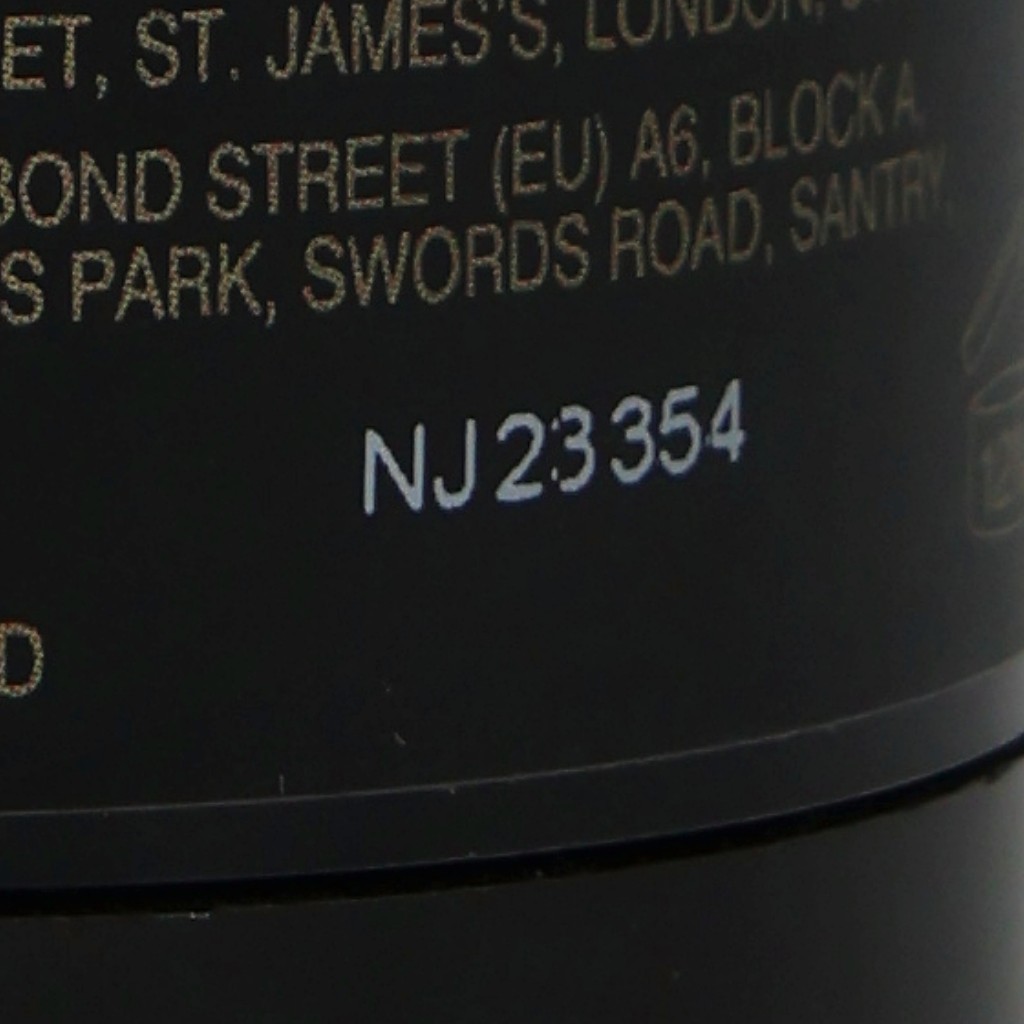 ET, ST. JAMES'S, LONDON,
BOND STREET (EU) A6, BLOCK A,
S PARK, SWORDS ROAD, SANTRY,
NJ23354
D